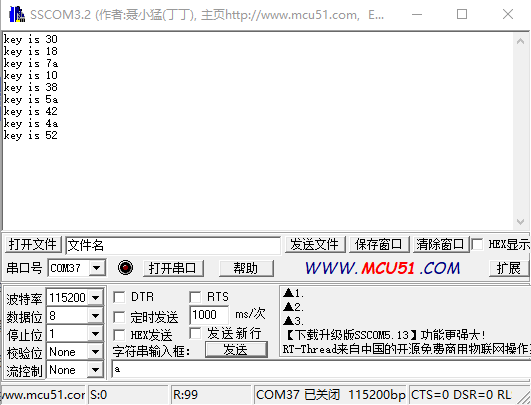 SSCOM3.2 (作者:聂小猛(丁丁), 主页http://www.mcu51.com, E...
key is 30
key is 18
key is 7a
key is 10
key is 38
key is 5a
key is 42
key is 4a
key is 52
打开文件 文件名 发送文件 保存窗口 清除窗口 HEX显示
串口号 COM37 打开串口 帮助 WWW.MCU51.COM 扩展
波特率 115200 DTR RTS
数据位 8 定时发送 1000 ms/次
停止位 1 HEX发送 发送新行
校验位 None 字符串输入框: 发送
流控制 None a
▲1.
▲2.
▲3.
【下载升级版SSCOM5.13】功能更强大!
RT-Thread来自中国的开源免费商用物联网操作
www.mcu51.cor S:0 R:99 COM37 已关闭 115200bp CTS=0 DSR=0 RL